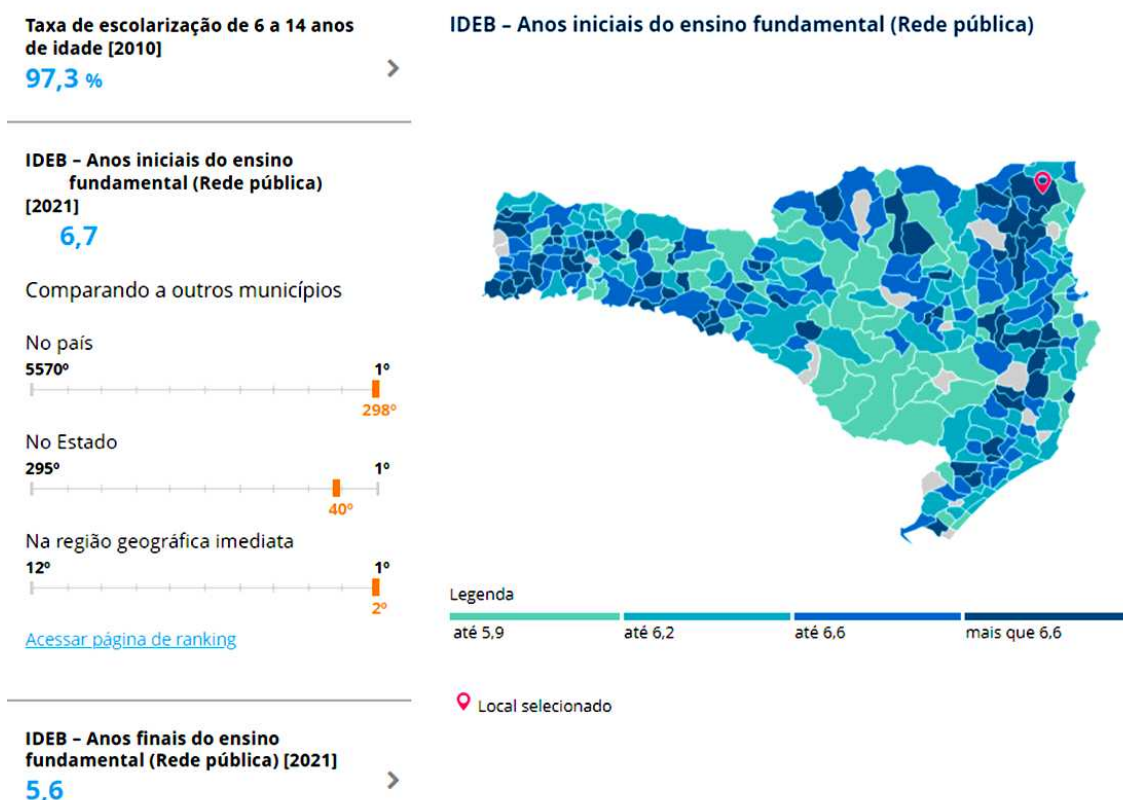 Taxa de escolarização de 6 a 14 anos
de idade [2010]
97,3 %
IDEB – Anos iniciais do ensino
fundamental (Rede pública)
[2021]
6,7
Comparando a outros municípios
No país
5570º 1º
298º
No Estado
295º 1º
40º
Na região geográfica imediata
12º 1º
2º
Acessar página de ranking
IDEB – Anos finais do ensino
fundamental (Rede pública) [2021]
5,6
IDEB – Anos iniciais do ensino fundamental (Rede pública)
Legenda
até 5,9 até 6,2 até 6,6 mais que 6,6
Local selecionado